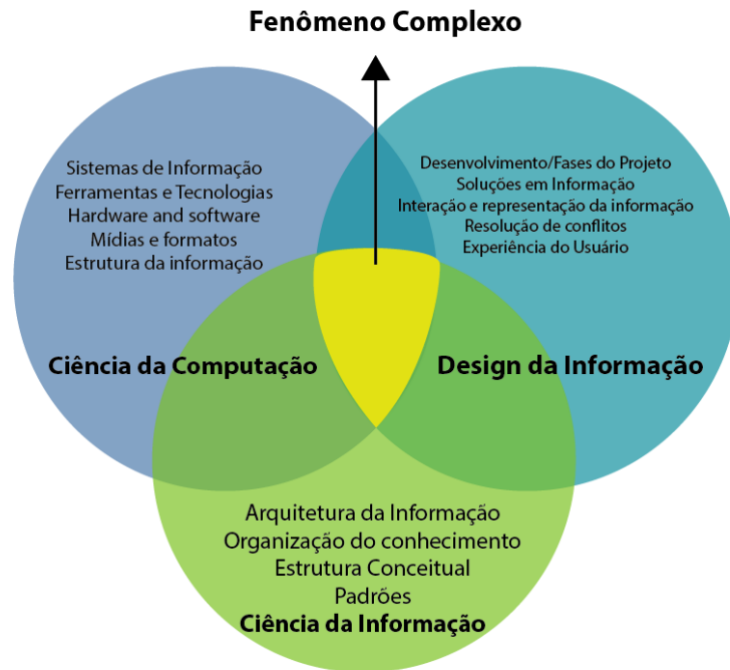 Fenômeno Complexo
Sistemas de Informação
Ferramentas e Tecnologias
Hardware and software
Mídias e formatos
Estrutura da informação
Ciência da Computação
Desenvolvimento/Fases do Projeto
Soluções em Informação
Interação e representação da informação
Resolução de conflitos
Experiência do Usuário
Design da Informação
Arquitetura da Informação
Organização do conhecimento
Estrutura Conceitual
Padrões
Ciência da Informação